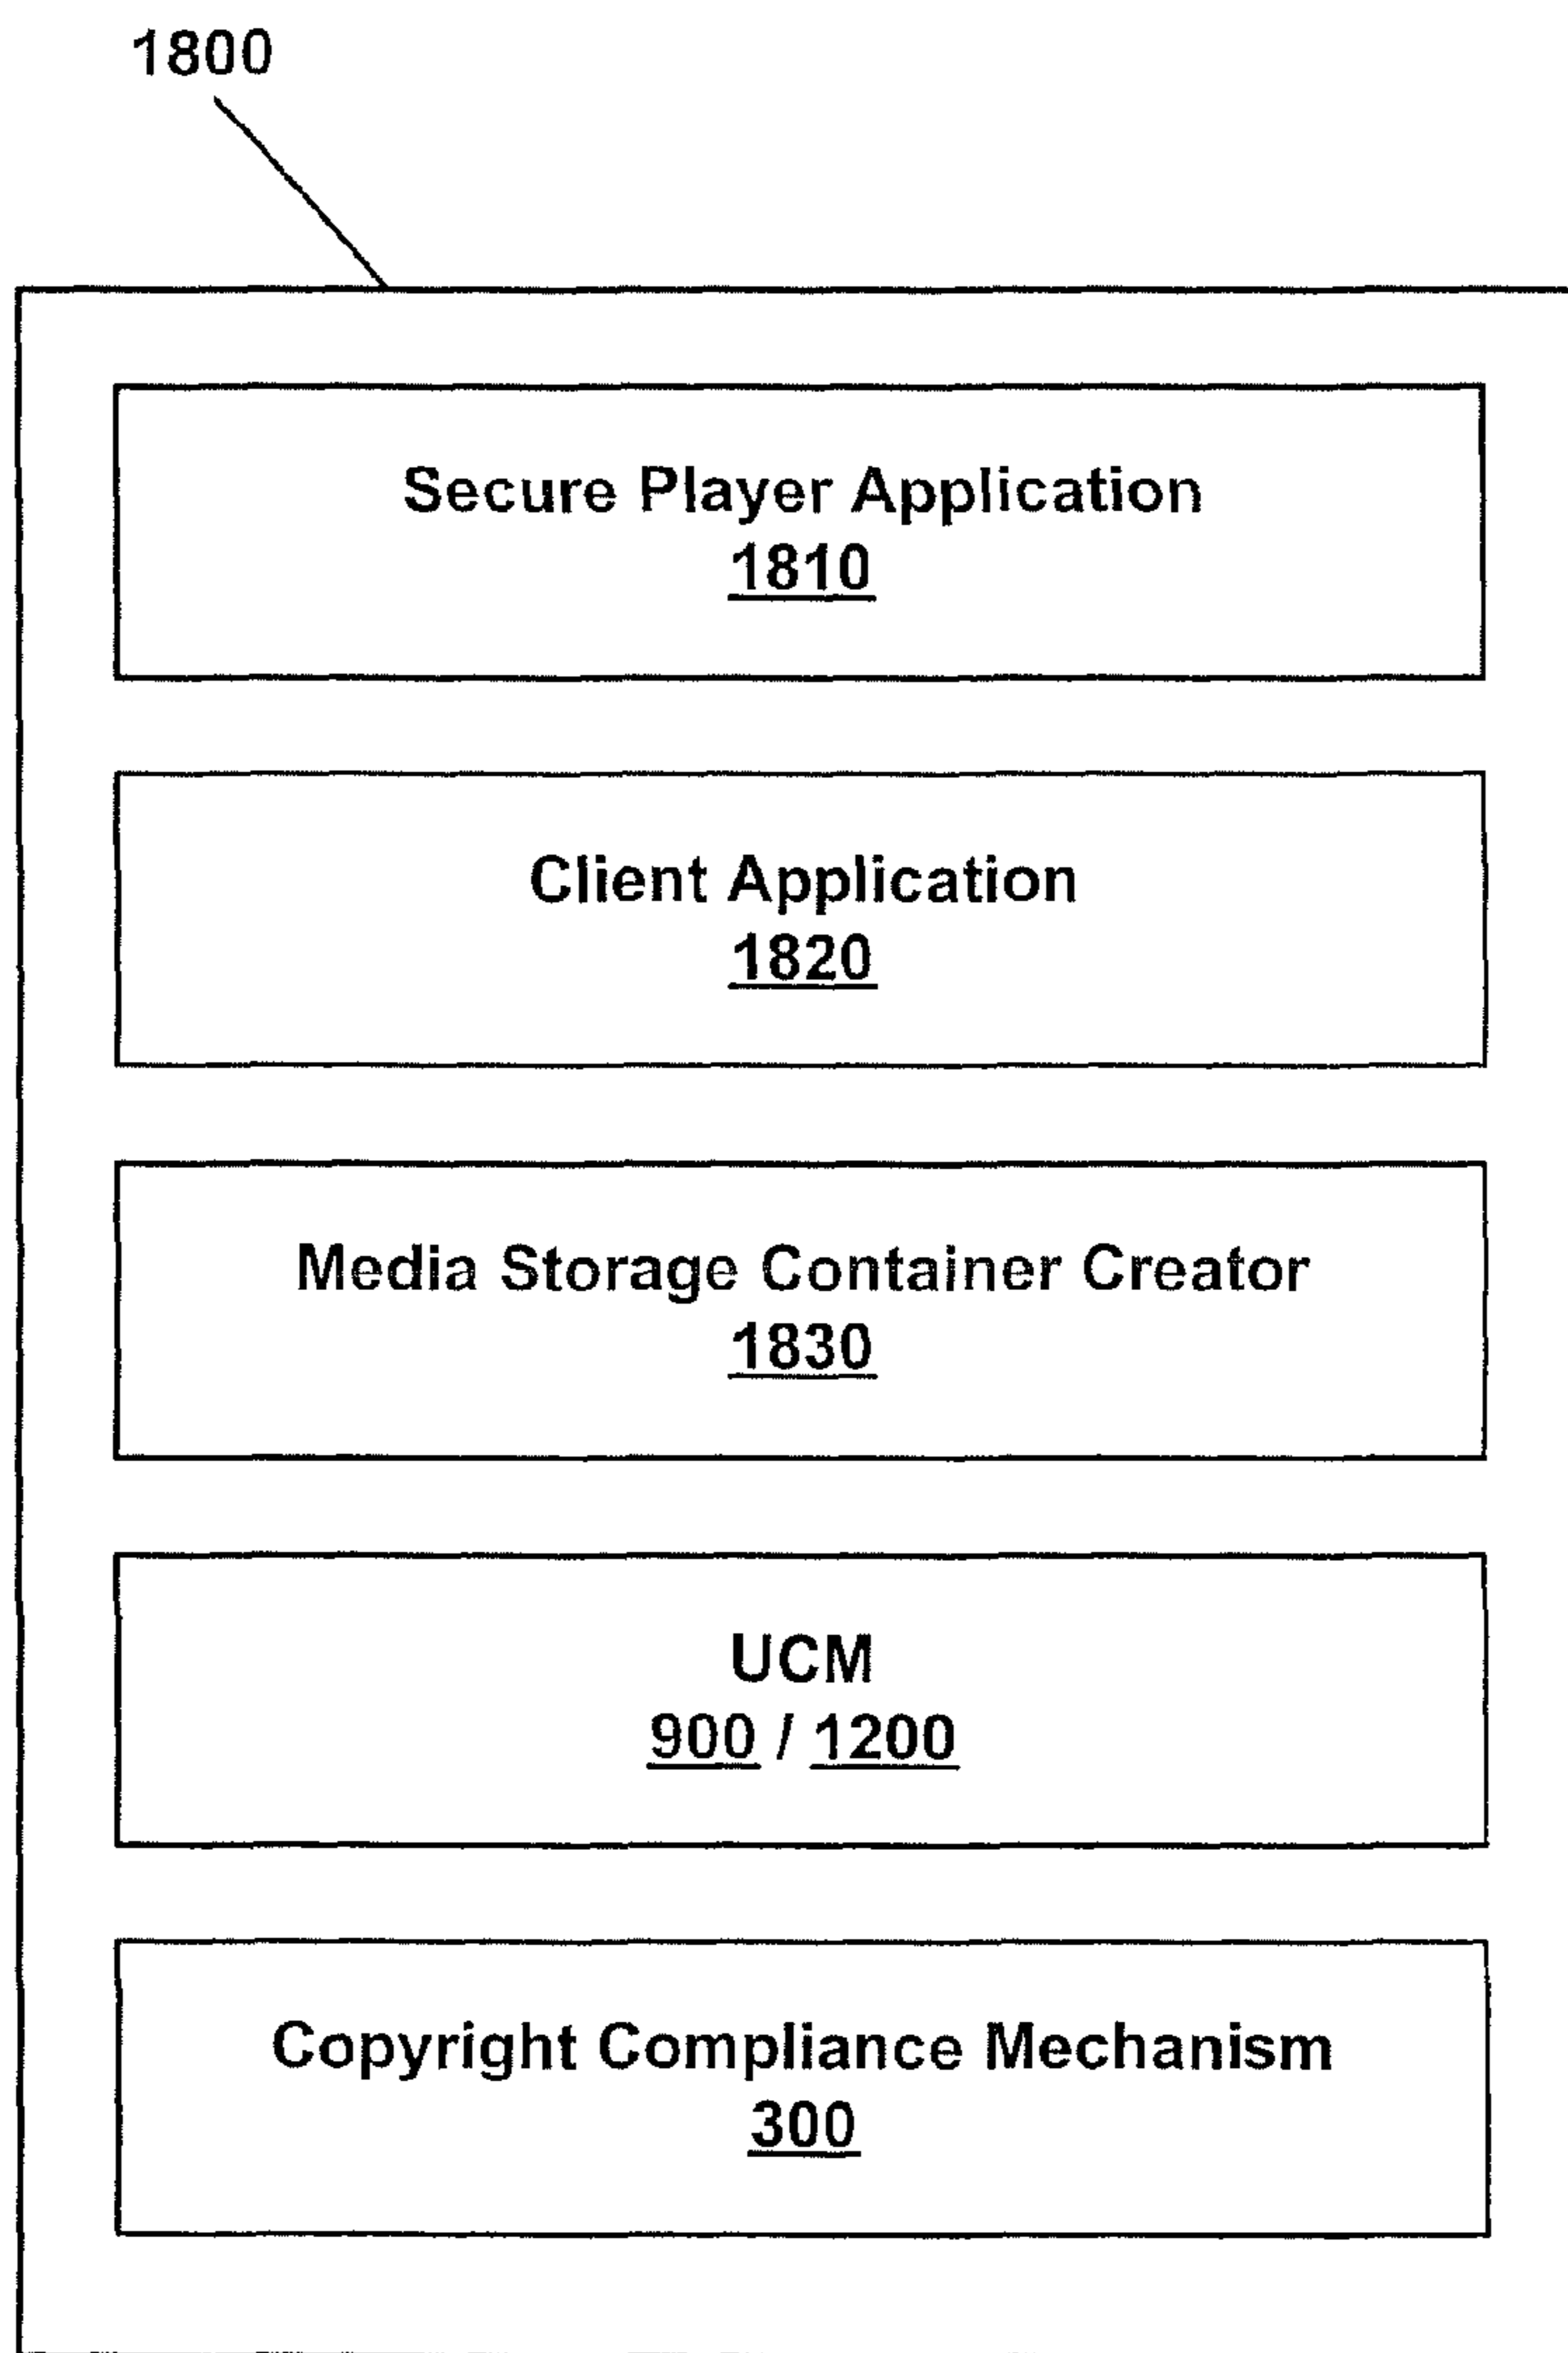 1800
Secure Player Application
1810
Client Application
1820
Media Storage Container Creator
1830
UCM
900 / 1200
Copyright Compliance Mechanism
300